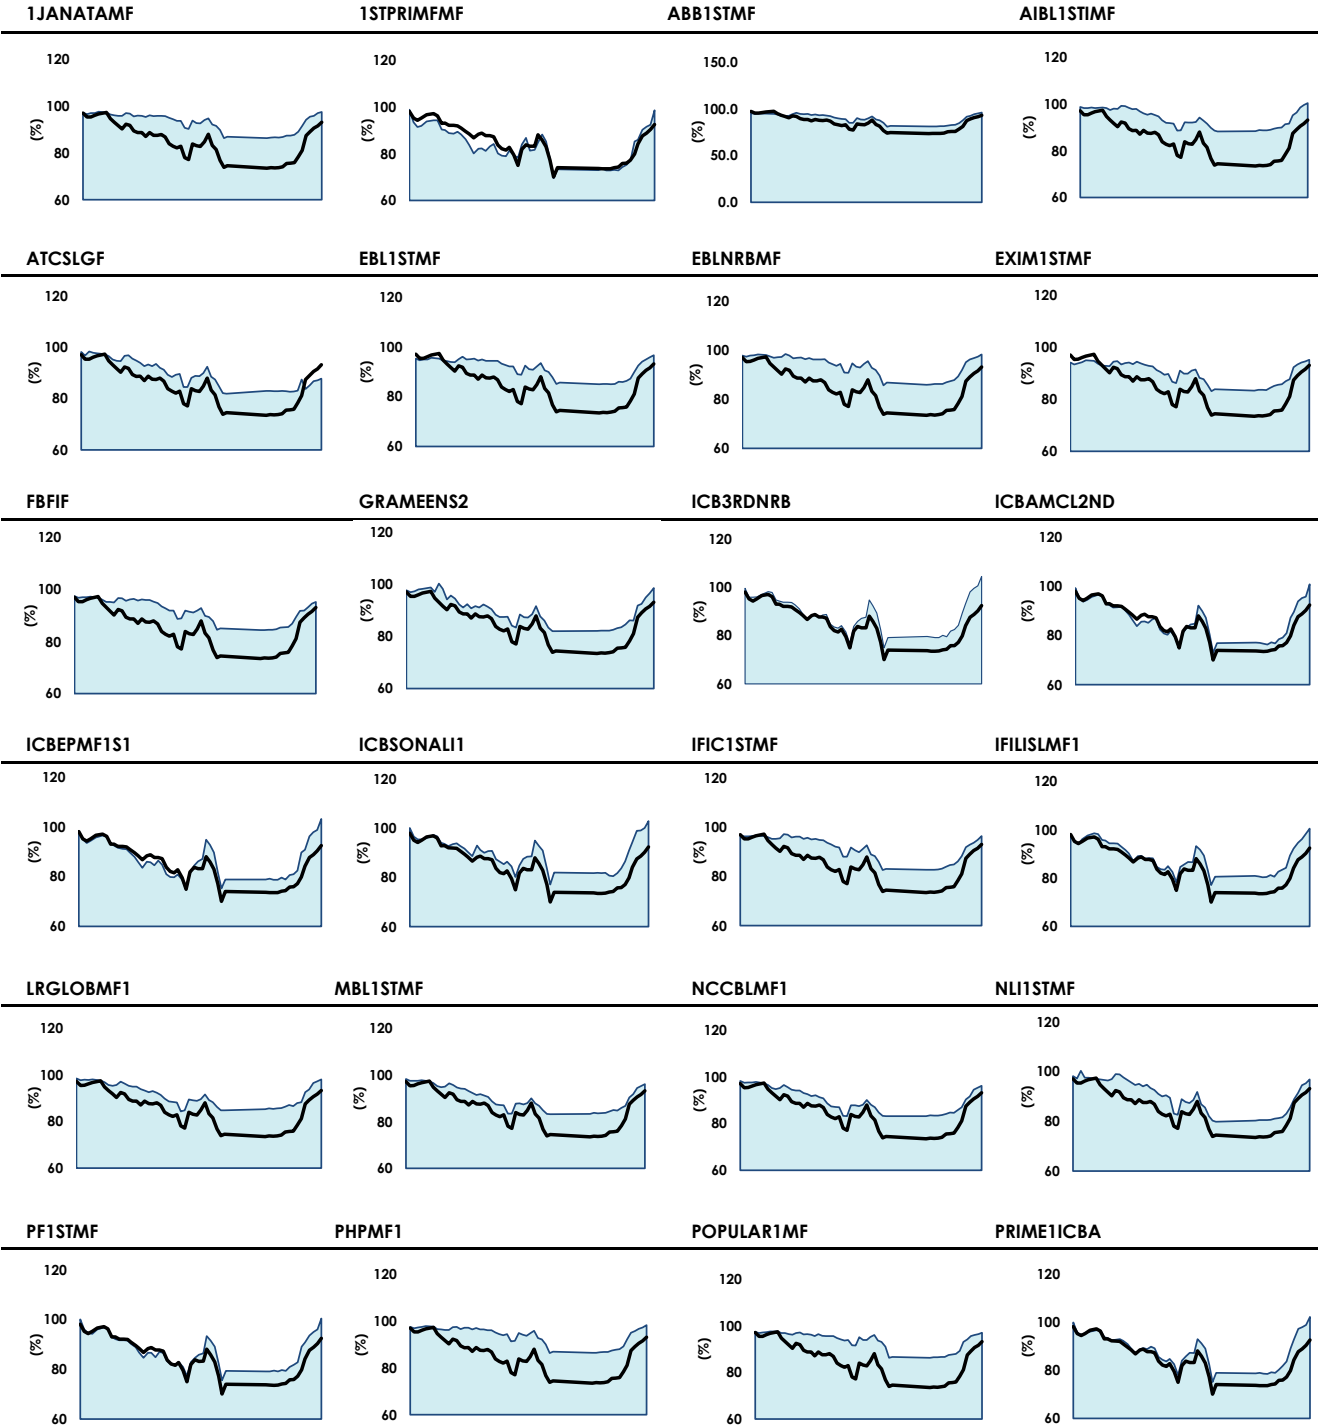 1JANATAMF 1STPRIMFMF ABB1STMF AIBL1STIMF
120 120 150.0 120
100 100 100.0 100
(%) (%) (%) (%)
80 80 50.0 80
60 60 0.0 60
ATCSLGF EBL1STMF EBLNRBMF EXIM1STMF
120 120 120 120
100 100 100 100
(%) (%) (%) (%)
80 80 80 80
60 60 60 60
FBFIF GRAMEENS2 ICB3RDNRB ICBAMCL2ND
120 120 120 120
100 100 100 100
(%) (%) (%) (%)
80 80 80 80
60 60 60 60
ICBEPMF1S1 ICBSONALI1 IFIC1STMF IFILISLMF1
120 120 120 120
100 100 100 100
(%) (%) (%) (%)
80 80 80 80
60 60 60 60
LRGLOBMF1 MBL1STMF NCCBLMF1 NLI1STMF
120 120 120 120
100 100 100 100
(%) (%) (%) (%)
80 80 80 80
60 60 60 60
PF1STMF PHPMF1 POPULAR1MF PRIME1ICBA
120 120 120 120
100 100 100 100
(%) (%) (%) (%)
80 80 80 80
60 60 60 60